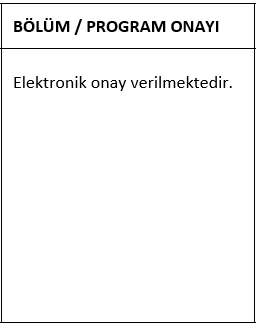 BÖLÜM / PROGRAM ONAYI
Elektronik onay verilmektedir.